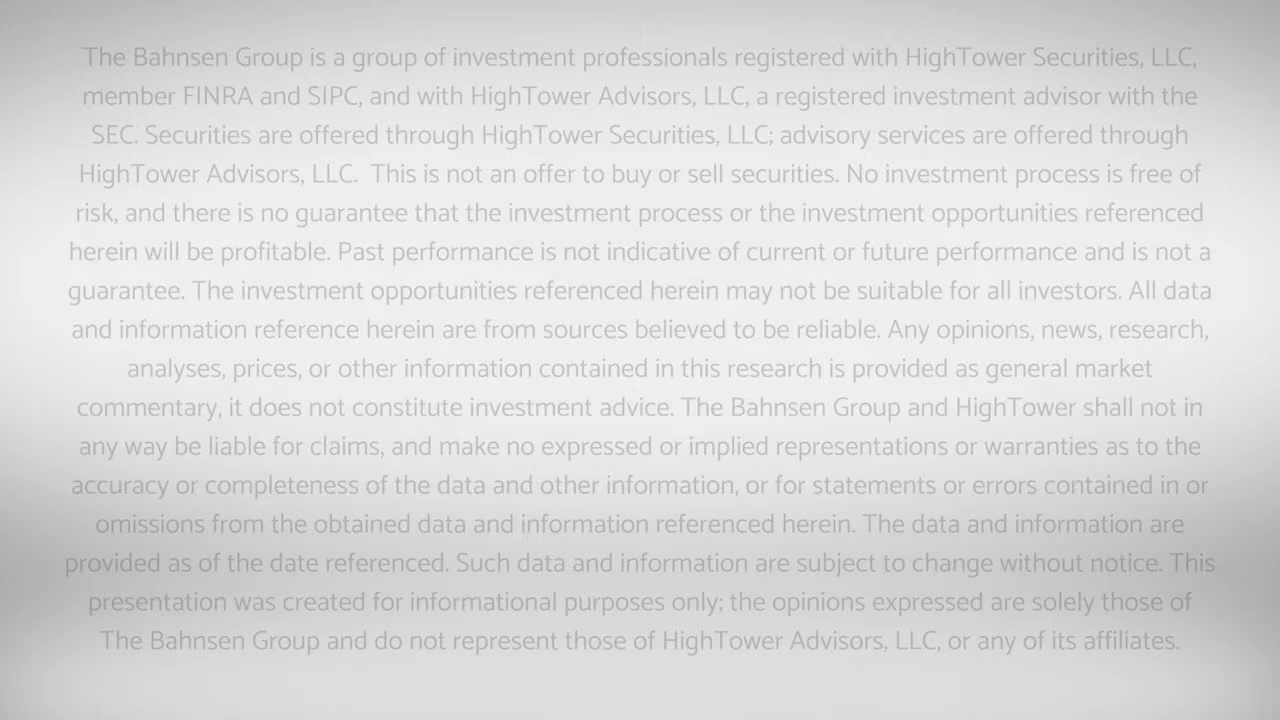 The Bahnsen Group is a group of investment professionals registered with HighTower Securities, LLC,
member FINRA and SIPC, and with HighTower Advisors, LLC, a registered investment advisor with the
SEC. Securities are offered through HighTower Securities, LLC; advisory services are offered through
HighTower Advisors, LLC.  This is not an offer to buy or sell securities. No investment process is free of
risk, and there is no guarantee that the investment process or the investment opportunities referenced
herein will be profitable. Past performance is not indicative of current or future performance and is not a
guarantee. The investment opportunities referenced herein may not be suitable for all investors. All data
and information reference herein are from sources believed to be reliable. Any opinions, news, research,
analyses, prices, or other information contained in this research is provided as general market
commentary, it does not constitute investment advice. The Bahnsen Group and HighTower shall not in
any way be liable for claims, and make no expressed or implied representations or warranties as to the
accuracy or completeness of the data and other information, or for statements or errors contained in or
omissions from the obtained data and information referenced herein. The data and information are
provided as of the date referenced. Such data and information are subject to change without notice. This
presentation was created for informational purposes only; the opinions expressed are solely those of
The Bahnsen Group and do not represent those of HighTower Advisors, LLC, or any of its affiliates.